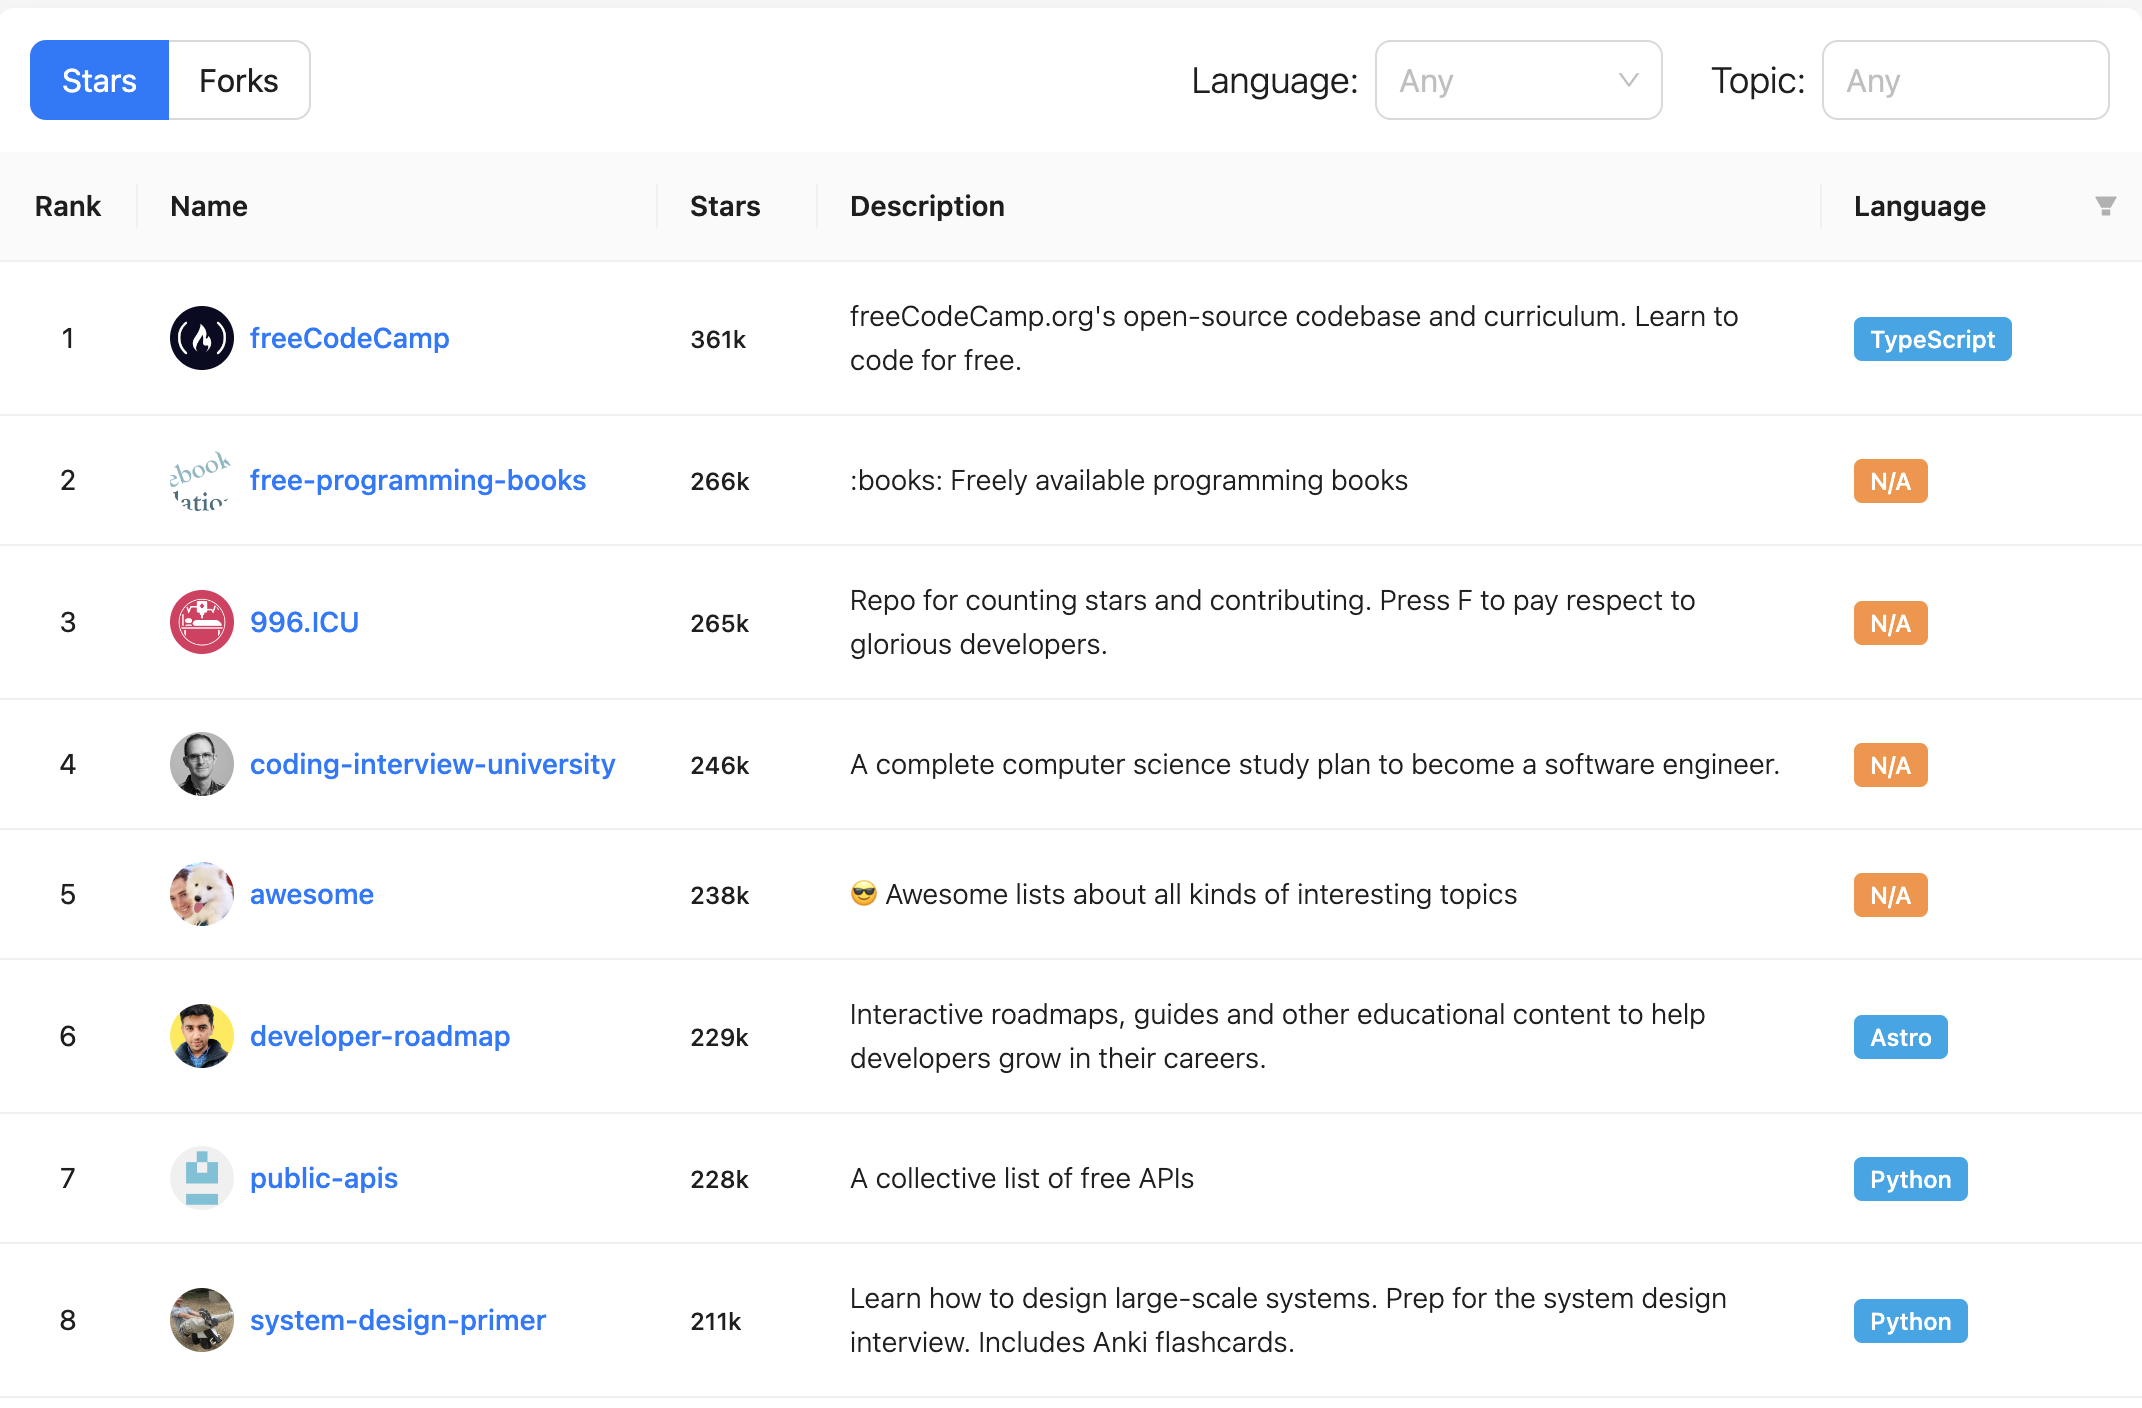 Stars Forks Language: Any Topic: Any
Rank Name Stars Description Language
1 freeCodeCamp 361k freeCodeCamp.org's open-source codebase and curriculum. Learn to
code for free. TypeScript
ebook
latio
2 free-programming-books 266k :books: Freely available programming books N/A
3 996.ICU 265k Repo for counting stars and contributing. Press F to pay respect to
glorious developers. N/A
4 coding-interview-university 246k A complete computer science study plan to become a software engineer. N/A
5 awesome 238k 😎 Awesome lists about all kinds of interesting topics N/A
6 developer-roadmap 229k Interactive roadmaps, guides and other educational content to help
developers grow in their careers. Astro
7 public-apis 228k A collective list of free APIs Python
8 system-design-primer 211k Learn how to design large-scale systems. Prep for the system design
interview. Includes Anki flashcards. Python